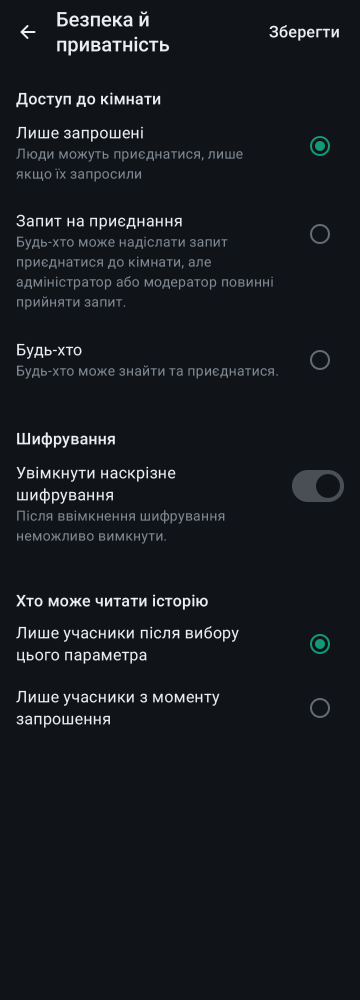 Безпека й
приватність
Зберегти
Доступ до кімнати
Лише запрошені
Люди можуть приєднатися, лише
якщо їх запросили
Запит на приєднання
Будь-хто може надіслати запит
приєднатися до кімнати, але
адміністратор або модератор повинні
прийняти запит.
Будь-хто
Будь-хто може знайти та приєднатися.
Шифрування
Увімкнути наскрізне
шифрування
Після ввімкнення шифрування
неможливо вимкнути.
Хто може читати історію
Лише учасники після вибору
цього параметра
Лише учасники з моменту
запрошення